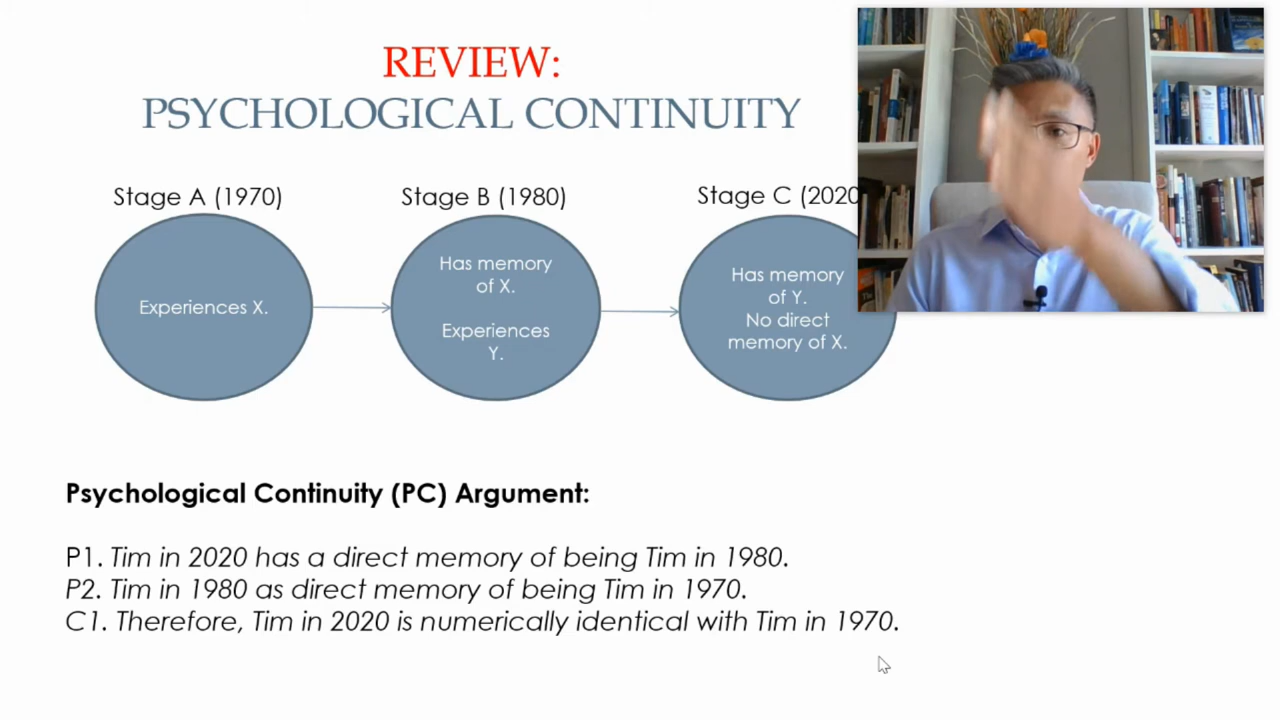 REVIEW:
PSYCHOLOGICAL CONTINUITY
Stage A (1970)
Stage B (1980)
Stage C (2020
Experiences X.
Has memory
of X.
Experiences
Y.
Has memory
of Y.
No direct
memory of X.
Psychological Continuity (PC) Argument:
P1. Tim in 2020 has a direct memory of being Tim in 1980.
P2. Tim in 1980 as direct memory of being Tim in 1970.
C1. Therefore, Tim in 2020 is numerically identical with Tim in 1970.